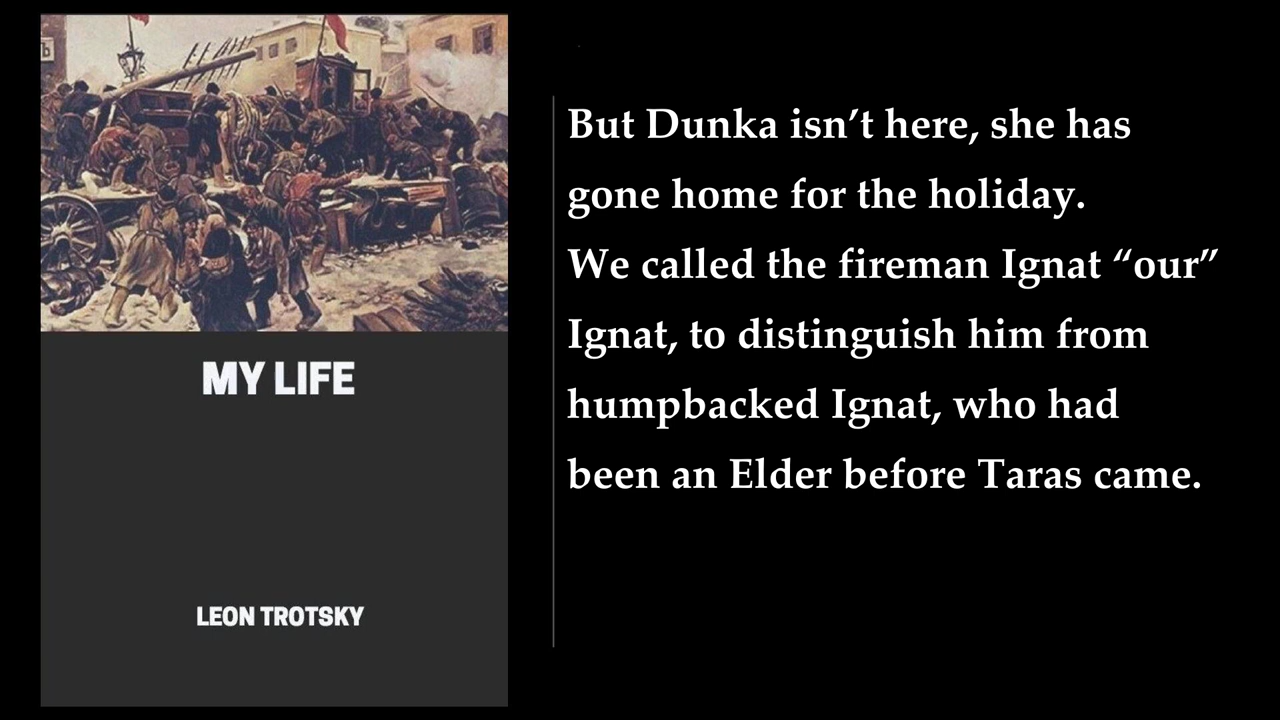 MY LIFE
LEON TROTSKY
But Dunka isn’t here, she has
gone home for the holiday.
We called the fireman Ignat “our”
Ignat, to distinguish him from
humpbacked Ignat, who had
been an Elder before Taras came.